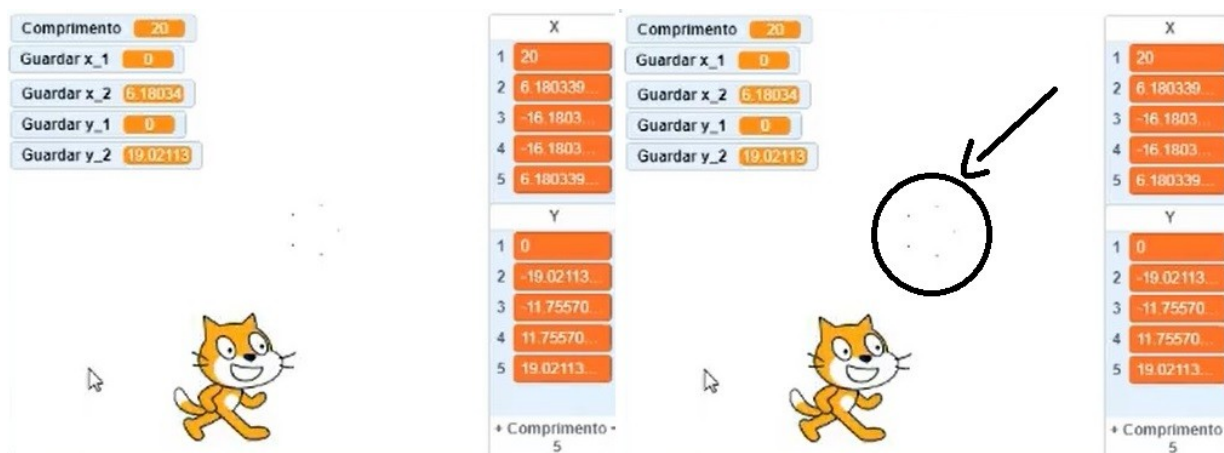 Comprimento 20
Guardar x_1 0
Guardar x_2 6.18034
Guardar y_1 0
Guardar y_2 19.02113
X
1 20
2 6.180339...
3 -16.1803...
4 -16.1803...
5 6.180339...
Y
1 0
2 -19.02113...
3 -11.75570...
4 11.75570...
5 19.02113...
+ Comprimento -
5
Comprimento 20
Guardar x_1 0
Guardar x_2 6.18034
Guardar y_1 0
Guardar y_2 19.02113
X
1 20
2 6.180339...
3 -16.1803...
4 -16.1803...
5 6.180339...
Y
1 0
2 -19.02113...
3 -11.75570...
4 11.75570...
5 19.02113...
+ Comprimento
5